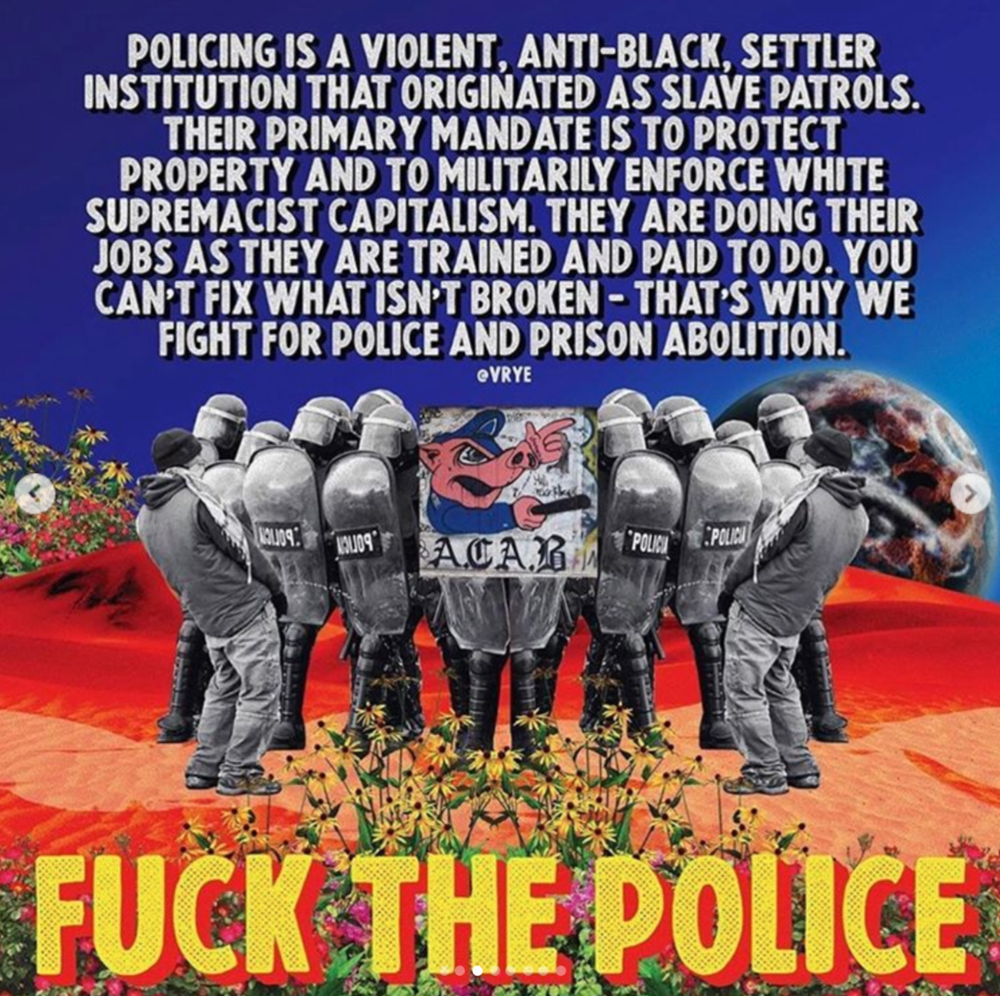 POLICING IS A VIOLENT, ANTI-BLACK, SETTLER
INSTITUTION THAT ORIGINATED AS SLAVE PATROLS.
THEIR PRIMARY MANDATE IS TO PROTECT
PROPERTY AND TO MILITARILY ENFORCE WHITE
SUPREMACIST CAPITALISM. THEY ARE DOING THEIR
JOBS AS THEY ARE TRAINED AND PAID TO DO. YOU
CAN'T FIX WHAT ISN'T BROKEN - THAT'S WHY WE
FIGHT FOR POLICE AND PRISON ABOLITION.
@VRYE
A.C.A.B
"POLICIA
"POLICIA
FUCK THE POLICE